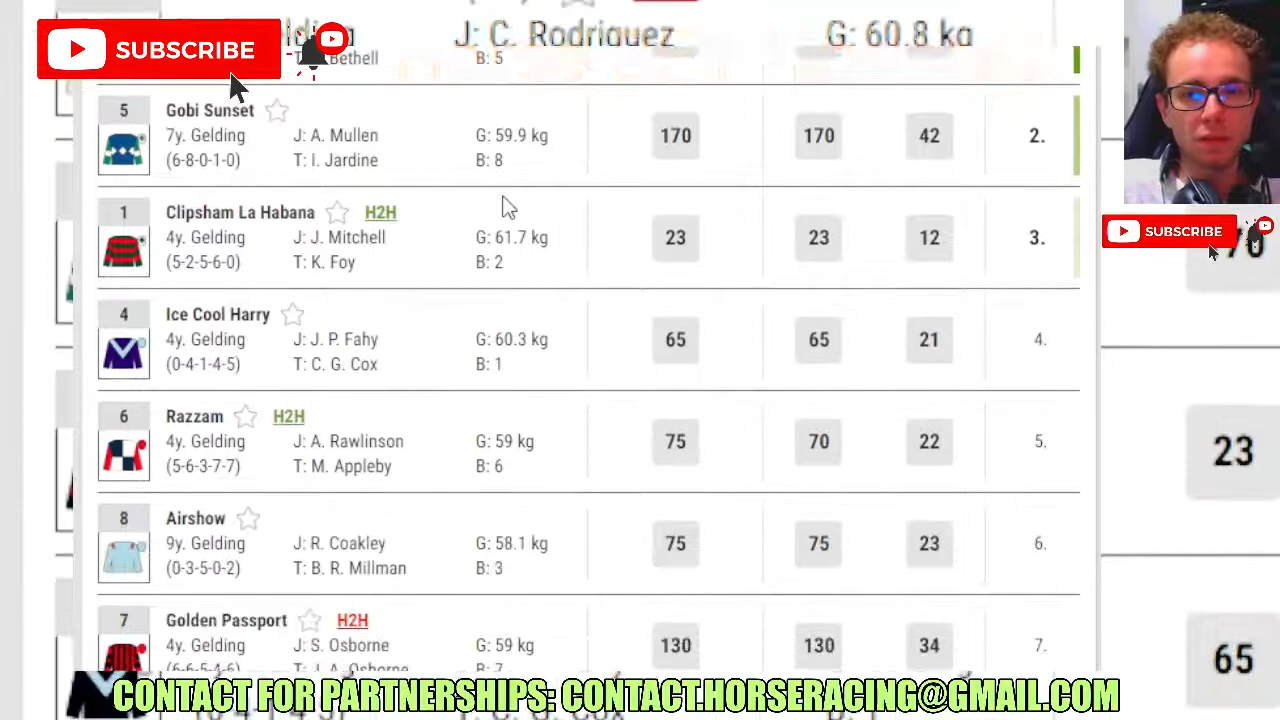 J: C. Rodriguez G: 60.8 kg
SUBSCRIBE
Bethell B: 5
5 Gobi Sunset
7y. Gelding J: A. Mullen G: 59.9 kg 170 170 42 2.
(6-8-0-1-0) T: I. Jardine B: 8
1 Clipsham La Habana H2H
4y. Gelding J: J. Mitchell G: 61.7 kg 23 23 12 3.
(5-2-5-6-0) T: K. Foy B: 2
SUBSCRIBE
4 Ice Cool Harry
4y. Gelding J: J. P. Fahy G: 60.3 kg 65 65 21 4.
(0-4-1-4-5) T: C. G. Cox B: 1
6 Razzam H2H
4y. Gelding J: A. Rawlinson G: 59 kg 75 70 22 5.
(5-6-3-7-7) T: M. Appleby B: 6
23
8 Airshow
9y. Gelding J: R. Coakley G: 58.1 kg 75 75 23 6.
(0-3-5-0-2) T: B. R. Millman B: 3
7 Golden Passport H2H
4y. Gelding J: S. Osborne G: 59 kg 130 130 34 7.
65
CONTACT FOR PARTNERSHIPS: CONTACT.HORSERACING@GMAIL.COM